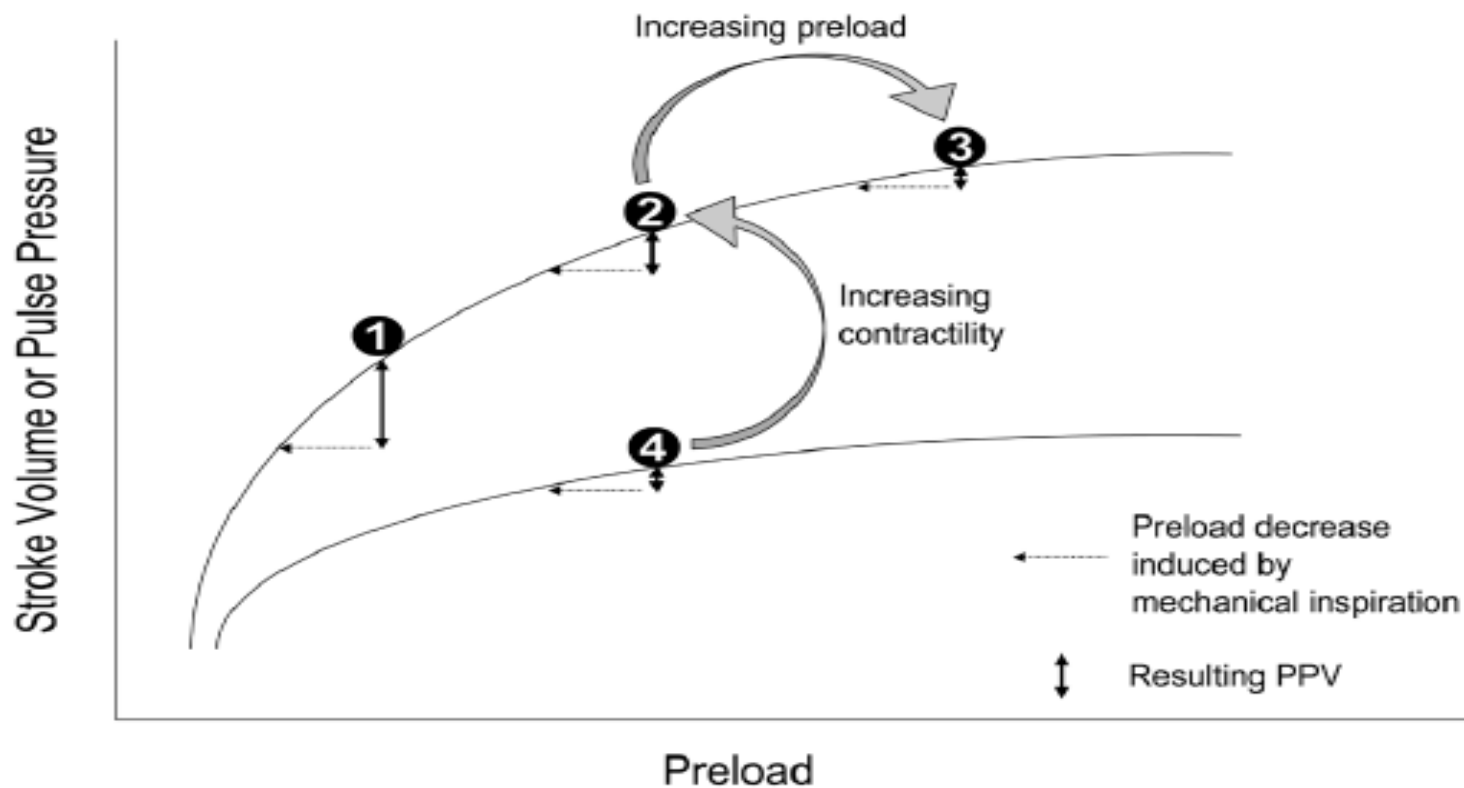 Increasing preload
Stroke Volume or Pulse Pressure
3
2
Increasing
contractility
1
4
Preload decrease
induced by
mechanical inspiration
Resulting PPV
Preload